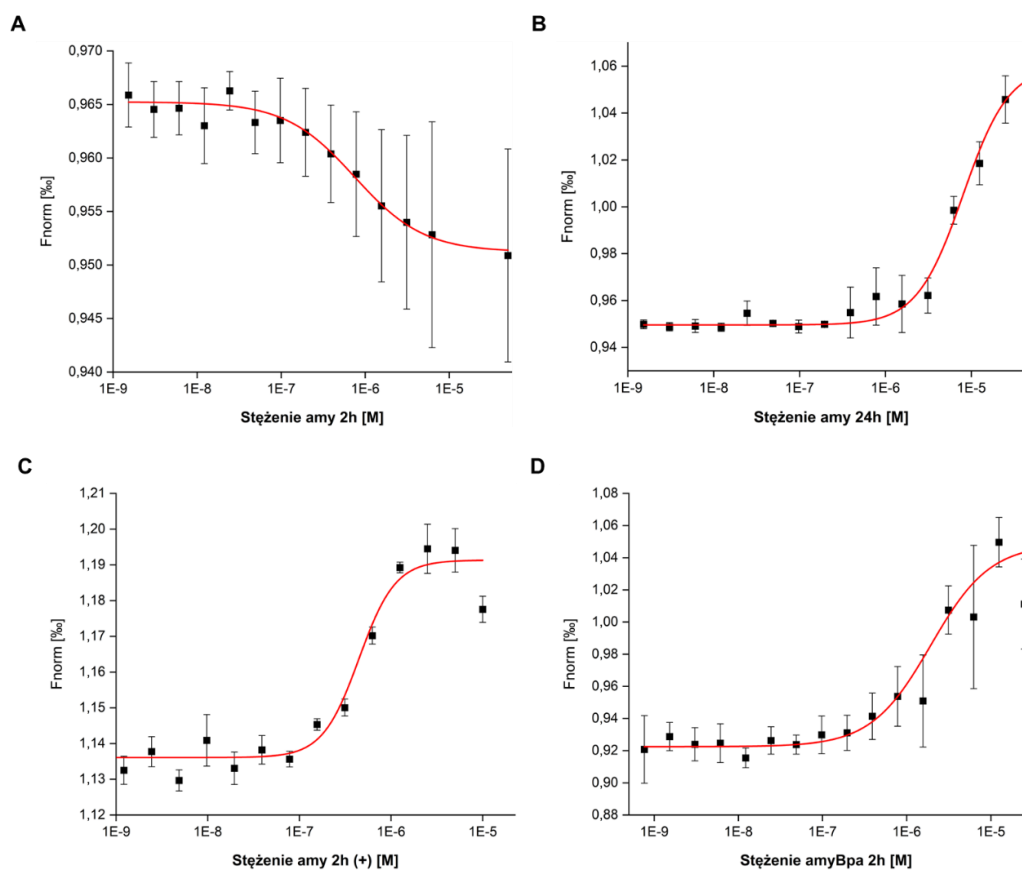 A
0,970
0,965
0,960
0,955
0,950
0,945
0,940
Fnorm [‰]
1E-9 1E-8 1E-7 1E-6 1E-5
Stężenie amy 2h [M]
B
1,06
1,04
1,02
1,00
0,98
0,96
0,94
Fnorm [‰]
1E-9 1E-8 1E-7 1E-6 1E-5
Stężenie amy 24h [M]
C
1,21
1,20
1,19
1,18
1,17
1,16
1,15
1,14
1,13
1,12
Fnorm [‰]
1E-9 1E-8 1E-7 1E-6 1E-5
Stężenie amy 2h (+) [M]
D
1,08
1,06
1,04
1,02
1,00
0,98
0,96
0,94
0,92
0,90
0,88
Fnorm [‰]
1E-9 1E-8 1E-7 1E-6 1E-5
Stężenie amyBpa 2h [M]